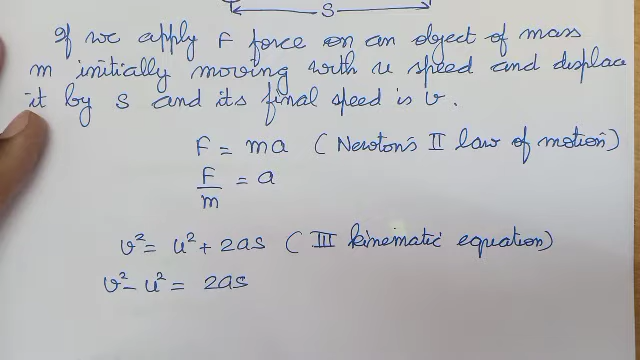 S
If we apply F force on an object of mass
m initially moving with u speed and displace
it by s and its final speed is v.
F = ma (Newton's II law of motion)
F/m = a
v² = u² + 2as (III kinematic equation)
v² - u² = 2as